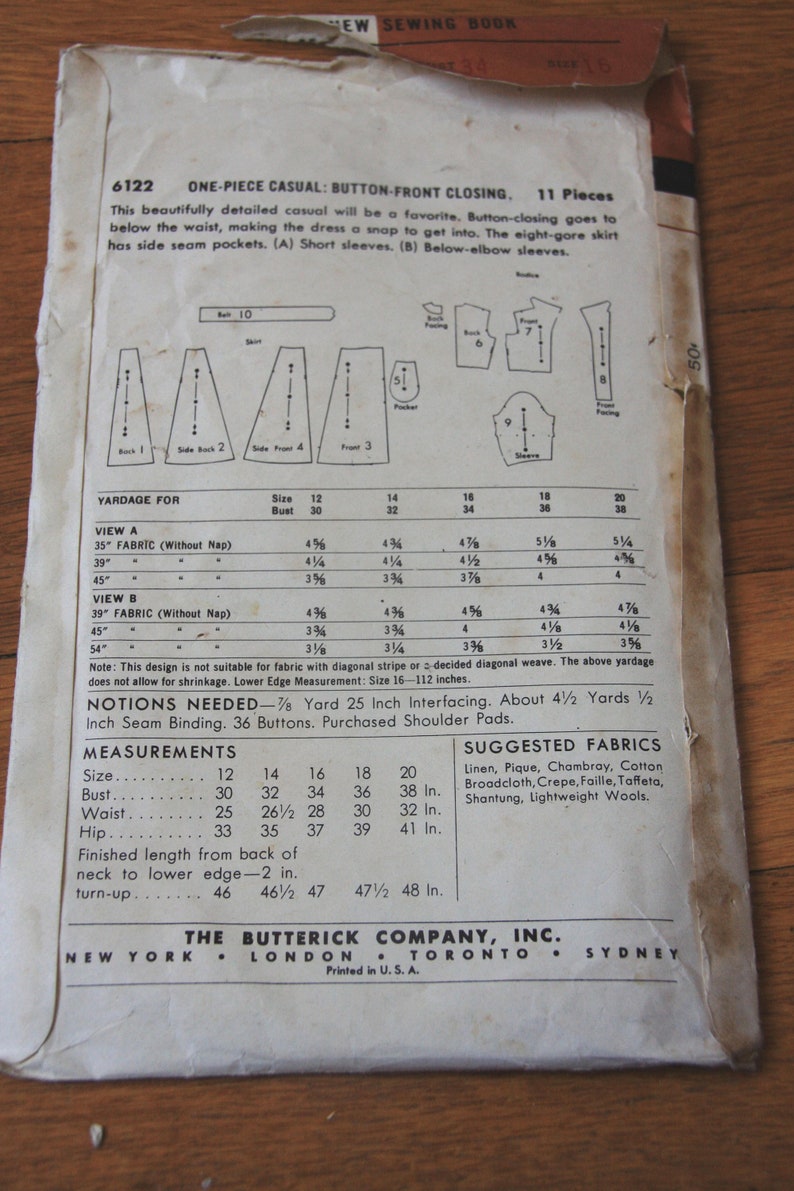 NEW SEWING BOOK
34 SIZE 16
6122 ONE-PIECE CASUAL: BUTTON-FRONT CLOSING. 11 Pieces
This beautifully detailed casual will be a favorite. Button-closing goes to
below the waist, making the dress a snap to get into. The eight-gore skirt
has side seam pockets. (A) Short sleeves. (B) Below-elbow sleeves.
Bodice
Belt 10
Back Facing
Back 6
Front 7
8 Front Facing
Skirt
Back 1
Side Back 2
Side Front 4
Front 3
5 Pocket
9 Sleeve
50¢
YARDAGE FOR Size 12 14 16 18 20
Bust 30 32 34 36 38
VIEW A
35" FABRIC (Without Nap) 4⅝ 4¾ 4⅞ 5⅛ 5¼
39" " " " 4¼ 4¼ 4½ 4⅝ 4⅝
45" " " " 3⅝ 3¾ 3⅞ 4 4
VIEW B
39" FABRIC (Without Nap) 4⅜ 4⅜ 4⅝ 4¾ 4⅞
45" " " " 3¾ 3¾ 4 4⅛ 4⅛
54" " " " 3⅛ 3¼ 3⅜ 3½ 3⅝
Note: This design is not suitable for fabric with diagonal stripe or a decided diagonal weave. The above yardage
does not allow for shrinkage. Lower Edge Measurement: Size 16—112 inches.
NOTIONS NEEDED—⅞ Yard 25 Inch Interfacing. About 4½ Yards ½
Inch Seam Binding. 36 Buttons. Purchased Shoulder Pads.
MEASUREMENTS
Size.......... 12 14 16 18 20
Bust.......... 30 32 34 36 38 In.
Waist........ 25 26½ 28 30 32 In.
Hip.......... 33 35 37 39 41 In.
Finished length from back of
neck to lower edge—2 in.
turn-up....... 46 46½ 47 47½ 48 In.
SUGGESTED FABRICS
Linen, Pique, Chambray, Cotton
Broadcloth, Crepe, Faille, Taffeta,
Shantung, Lightweight Wools.
THE BUTTERICK COMPANY, INC.
NEW YORK • LONDON • TORONTO • SYDNEY
Printed in U. S. A.